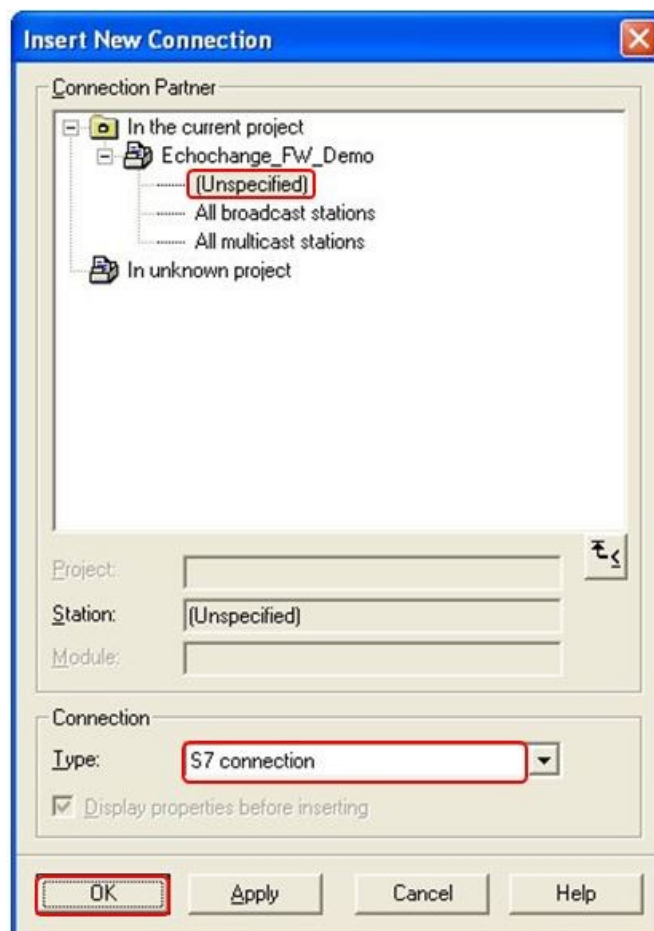 Insert New Connection
Connection Partner
In the current project
Echochange_FW_Demo
(Unspecified)
All broadcast stations
All multicast stations
In unknown project
Project:
Station:
(Unspecified)
Module:
Connection
Type:
S7 connection
Display properties before inserting
OK
Apply
Cancel
Help